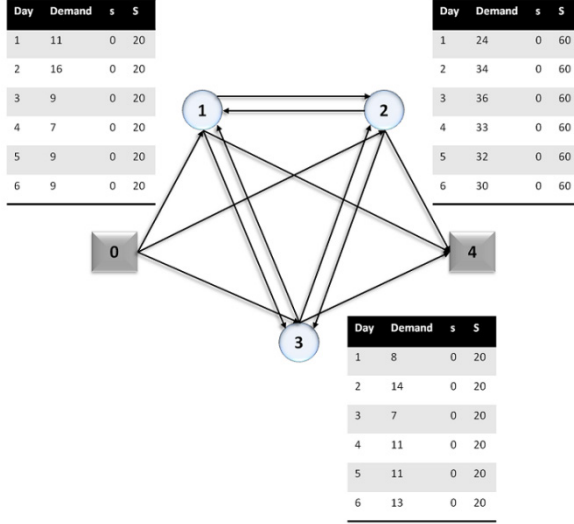 Day Demand s S
1 11 0 20
2 16 0 20
3 9 0 20
4 7 0 20
5 9 0 20
6 9 0 20
Day Demand s S
1 24 0 60
2 34 0 60
3 36 0 60
4 33 0 60
5 32 0 60
6 30 0 60
1
2
0
4
3
Day Demand s S
1 8 0 20
2 14 0 20
3 7 0 20
4 11 0 20
5 11 0 20
6 13 0 20